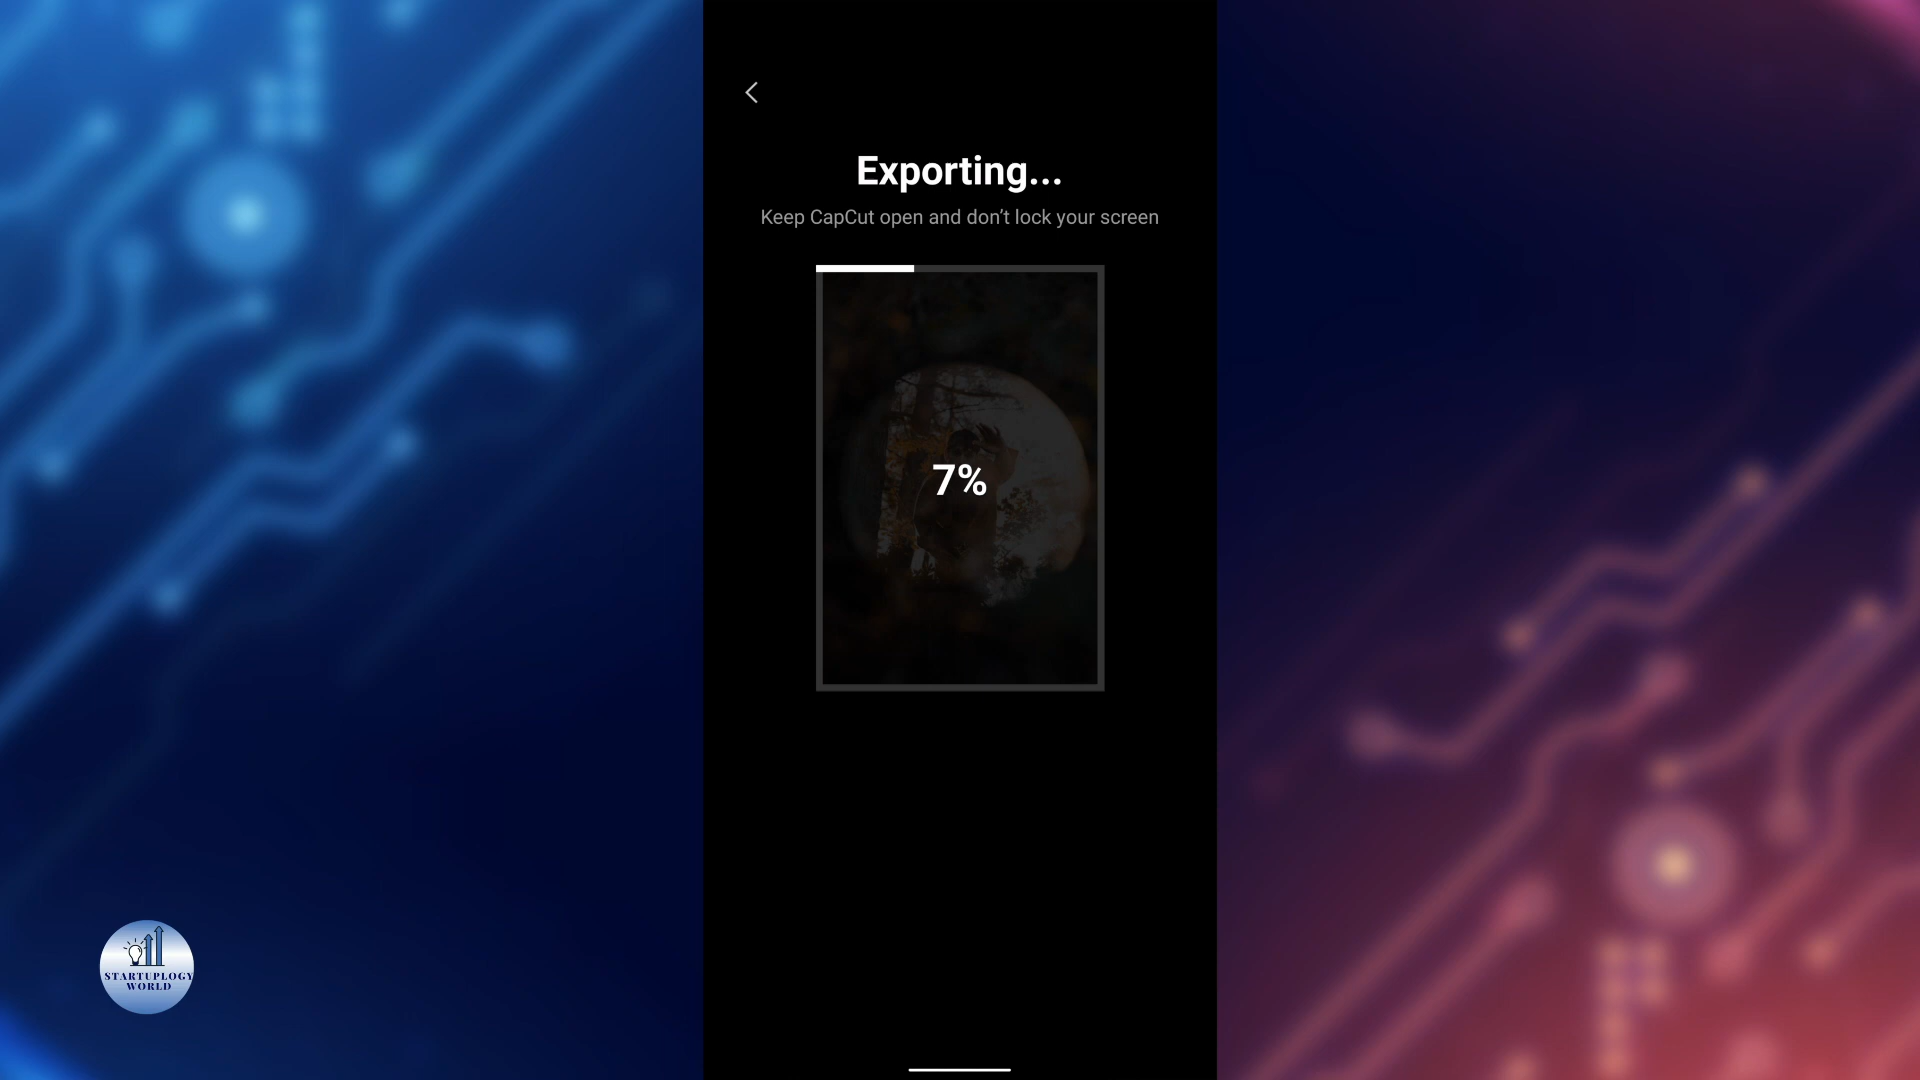 Exporting...
Keep CapCut open and don't lock your screen
7%
STARTUPLOGY
WORLD